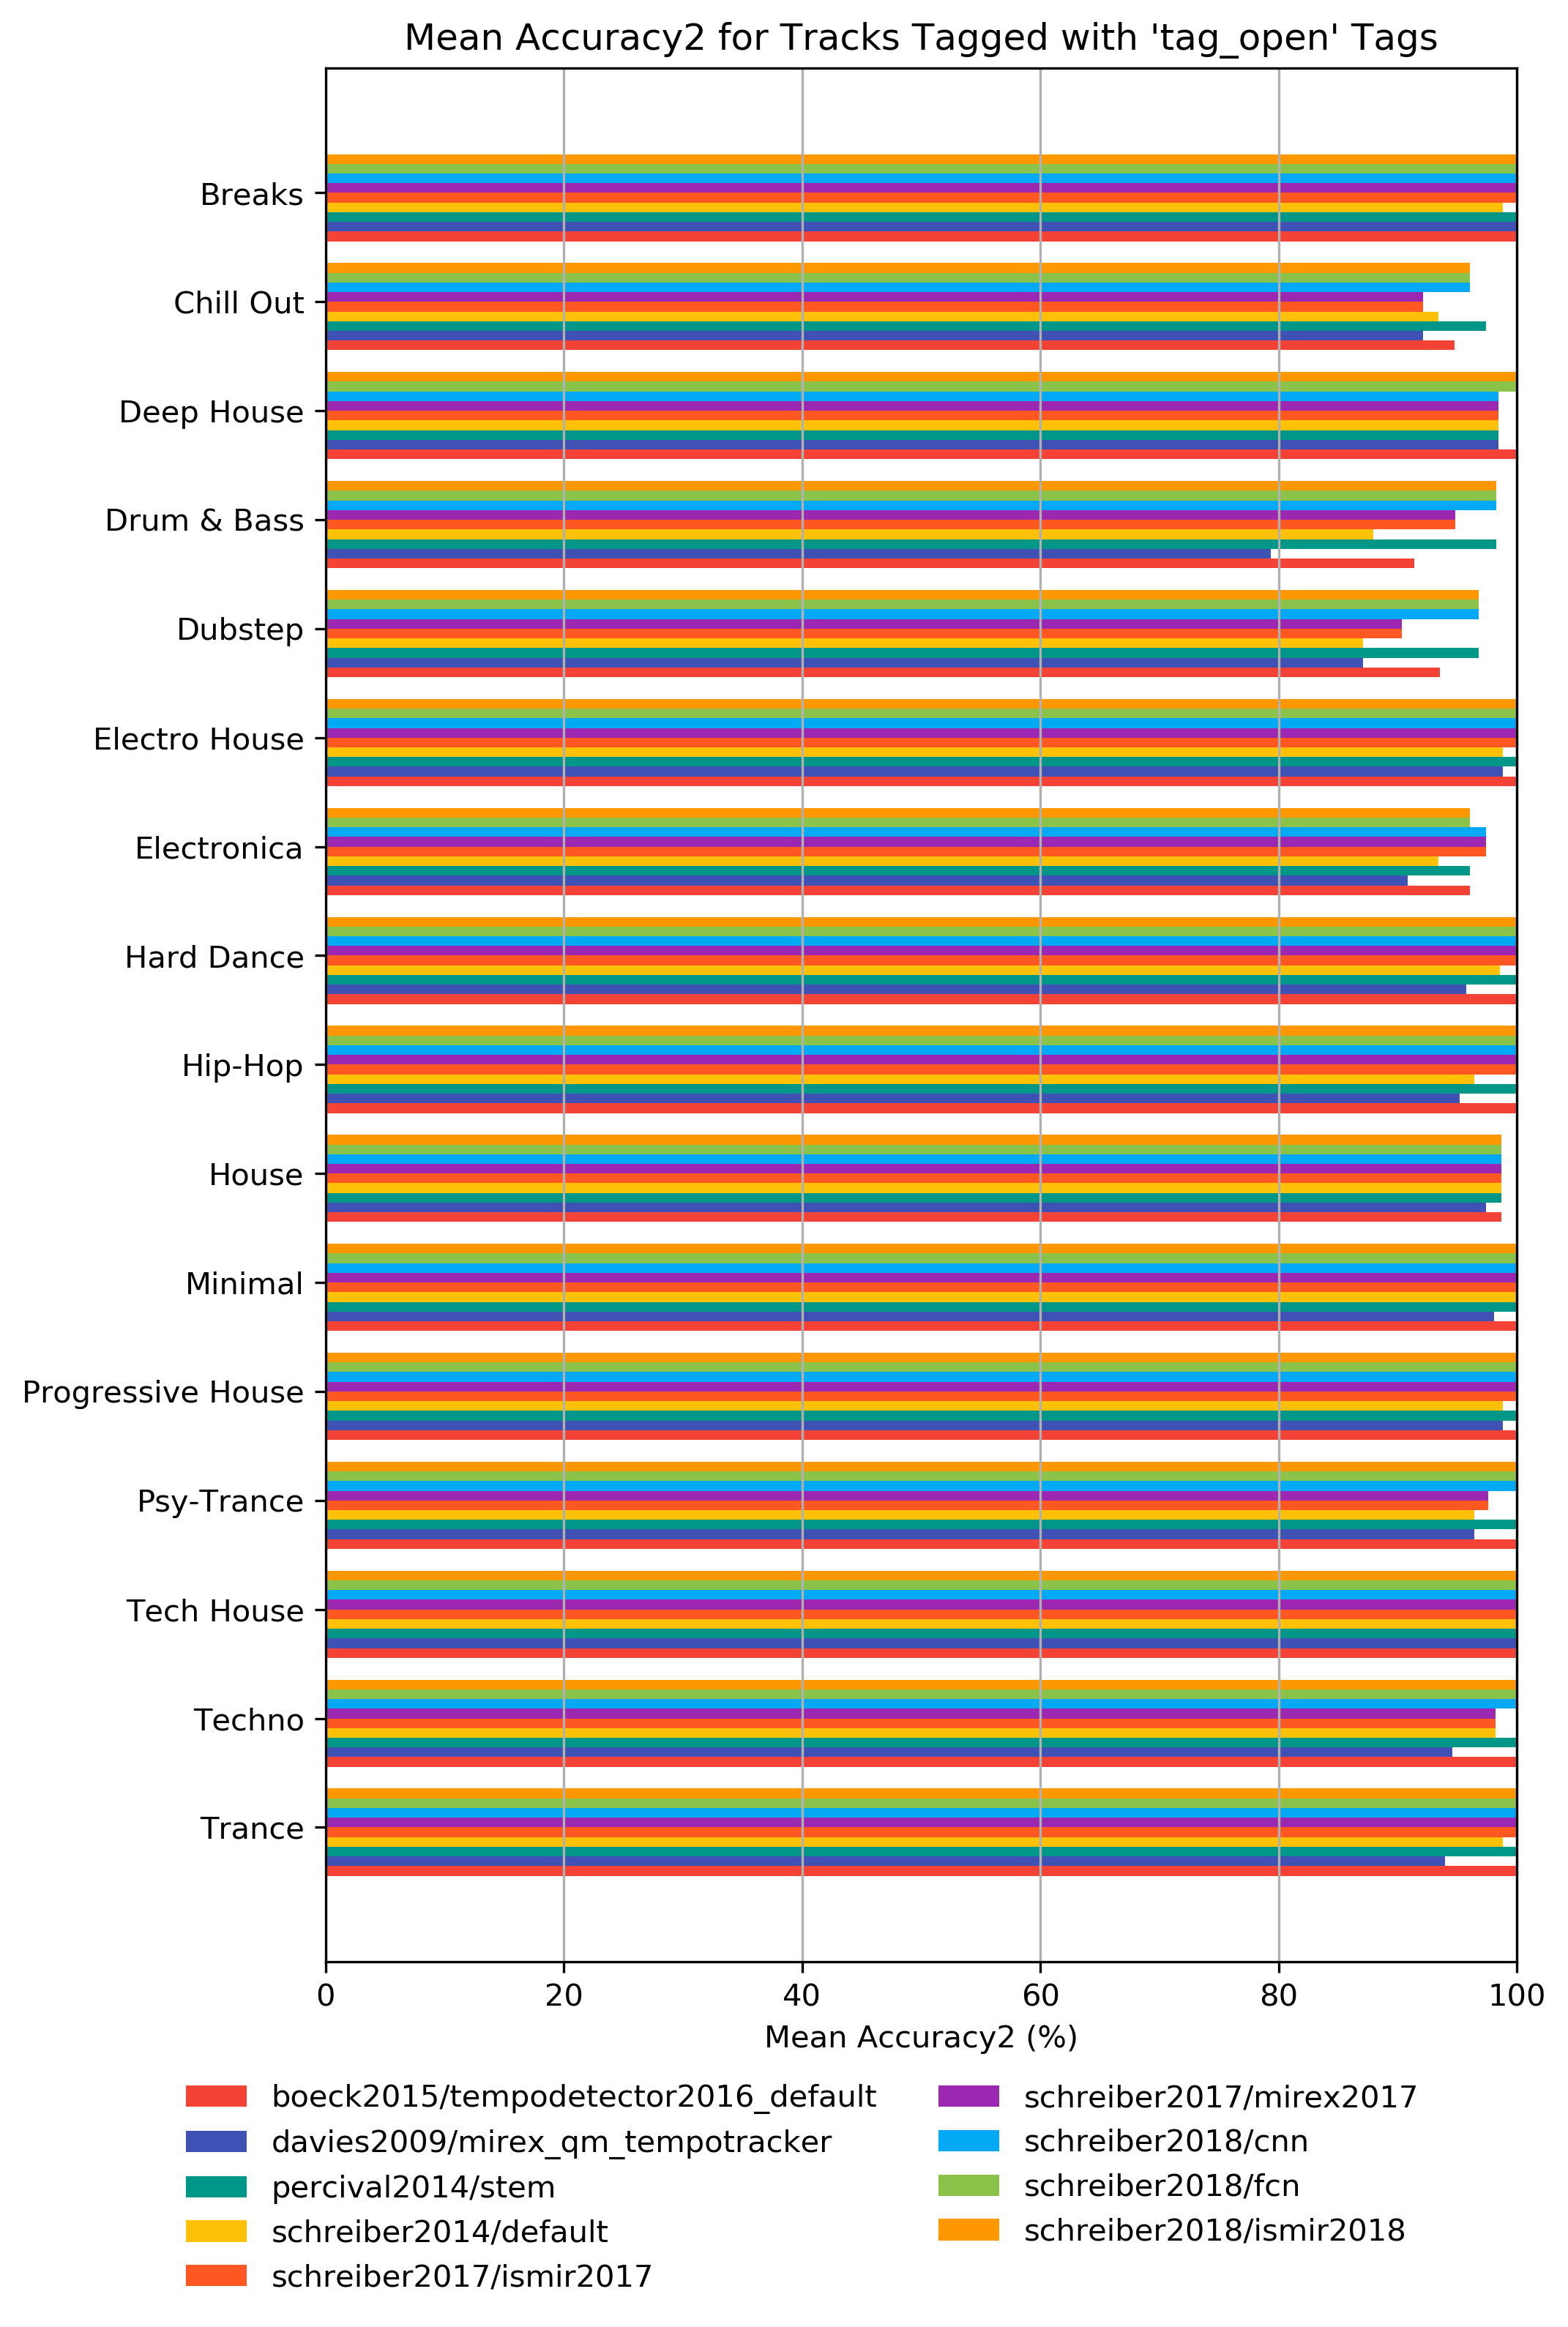 Mean Accuracy2 for Tracks Tagged with 'tag_open' Tags
Breaks
Chill Out
Deep House
Drum & Bass
Dubstep
Electro House
Electronica
Hard Dance
Hip-Hop
House
Minimal
Progressive House
Psy-Trance
Tech House
Techno
Trance
0 20 40 60 80 100
Mean Accuracy2 (%)
boeck2015/tempodetector2016_default
davies2009/mirex_qm_tempotracker
percival2014/stem
schreiber2014/default
schreiber2017/ismir2017
schreiber2017/mirex2017
schreiber2018/cnn
schreiber2018/fcn
schreiber2018/ismir2018